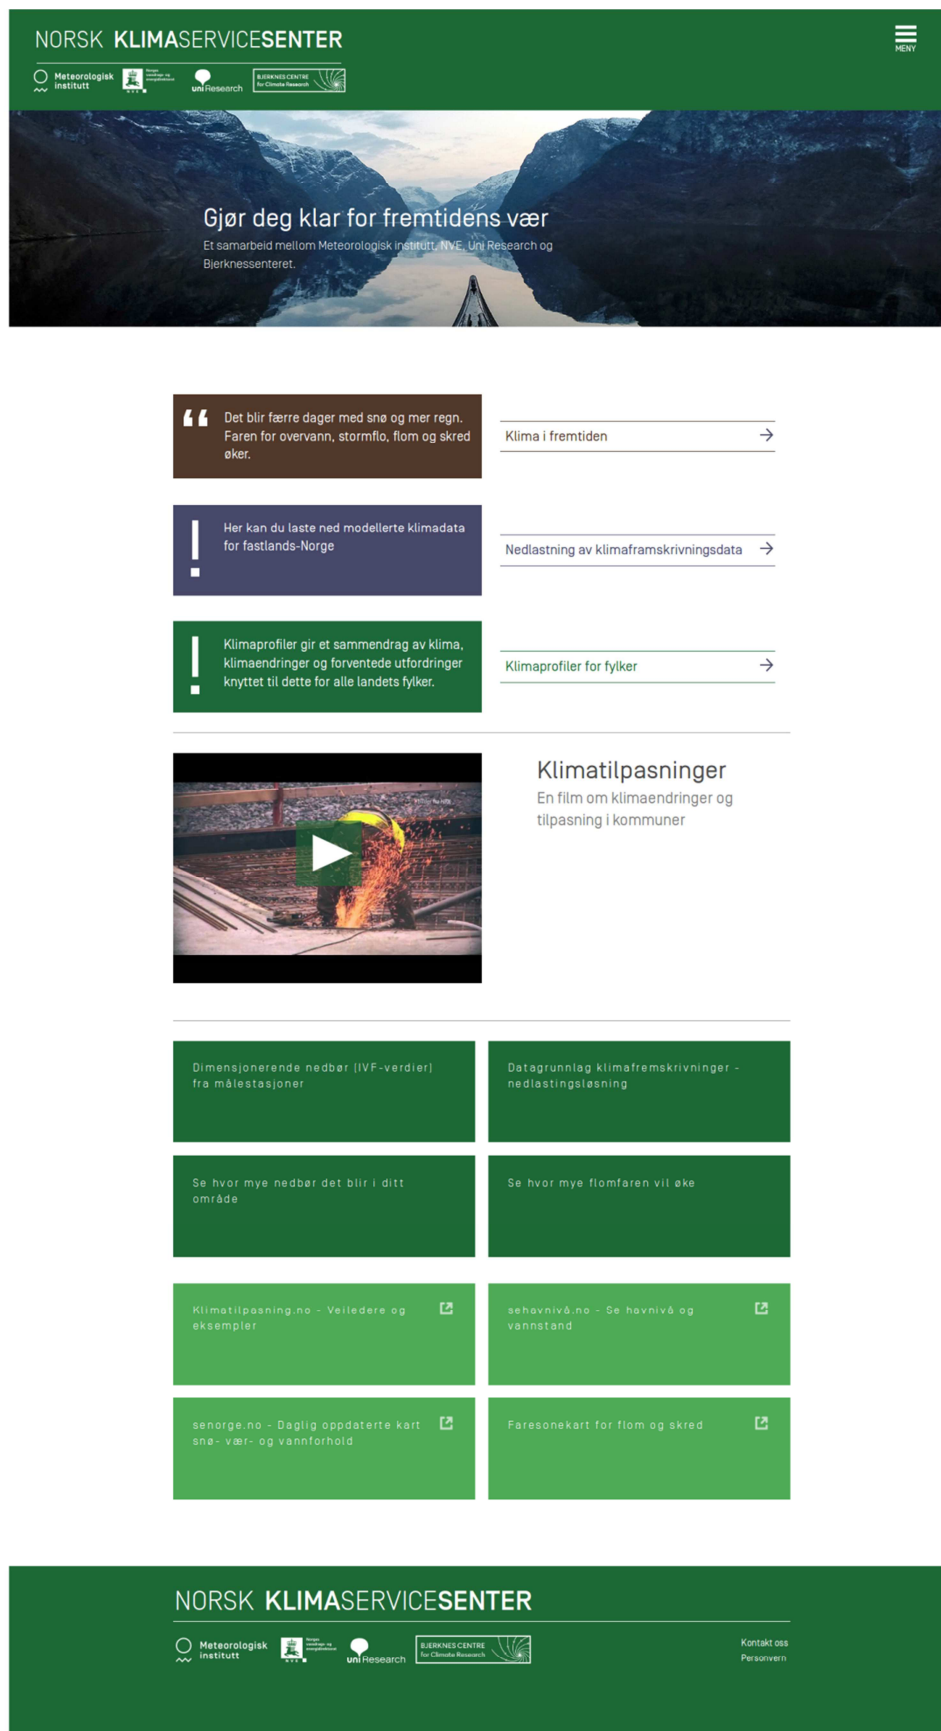 NORSK KLIMASERVICESENTER
MENY
Meteorologisk
institutt
NVE
uni Research
BJERKNES CENTRE
for Climate Research
Gjør deg klar for fremtidens vær
Et samarbeid mellom Meteorologisk institutt, NVE, Uni Research og
Bjerknessenteret.
Det blir færre dager med snø og mer regn.
Faren for overvann, stormflo, flom og skred
øker.
Klima i fremtiden
Her kan du laste ned modellerte klimadata
for fastlands-Norge
Nedlastning av klimaframskrivningsdata
Klimaprofiler gir et sammendrag av klima,
klimaendringer og forventede utfordringer
knyttet til dette for alle landets fylker.
Klimaprofiler for fylker
Klimatilpasninger
En film om klimaendringer og
tilpasning i kommuner
Dimensjonerende nedbør (IVF-verdier)
fra målestasjoner
Datagrunnlag klimafremskrivninger -
nedlastingsløsning
Se hvor mye nedbør det blir i ditt
område
Se hvor mye flomfaren vil øke
Klimatilpasning.no - Veiledere og
eksempler
sehavnivå.no - Se havnivå og
vannstand
senorge.no - Daglig oppdaterte kart
snø- vær- og vannforhold
Faresonekart for flom og skred
NORSK KLIMASERVICESENTER
Meteorologisk
institutt
NVE
uni Research
BJERKNES CENTRE
for Climate Research
Kontakt oss
Personvern